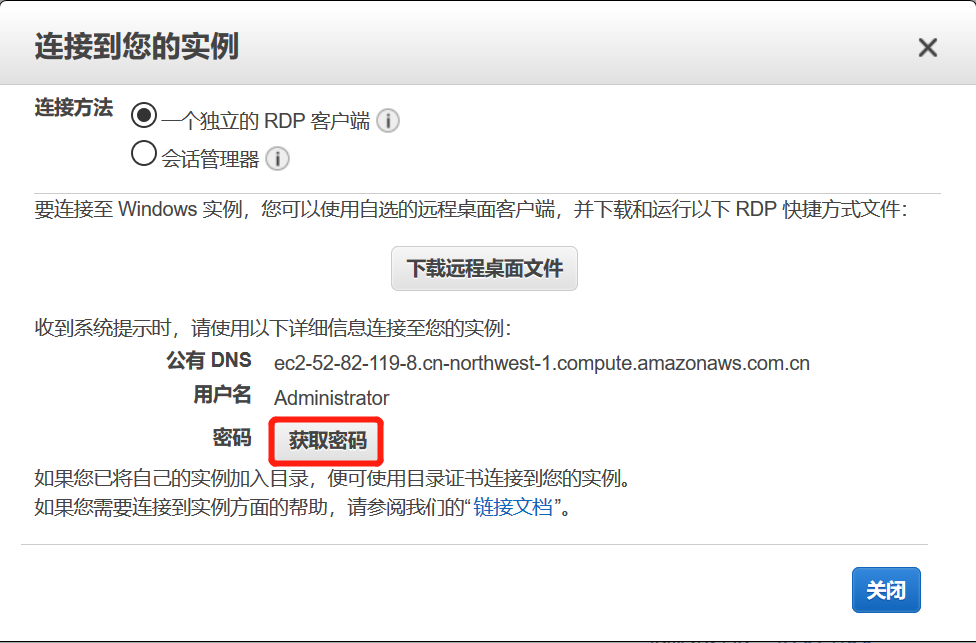 连接到您的实例
连接方法
一个独立的 RDP 客户端
会话管理器
要连接至 Windows 实例，您可以使用自选的远程桌面客户端，并下载和运行以下 RDP 快捷方式文件：
下载远程桌面文件
收到系统提示时，请使用以下详细信息连接至您的实例：
公有 DNS ec2-52-82-119-8.cn-northwest-1.compute.amazonaws.com.cn
用户名 Administrator
密码 获取密码
如果您已将自己的实例加入目录，便可使用目录证书连接到您的实例。
如果您需要连接到实例方面的帮助，请参阅我们的“链接文档”。
关闭